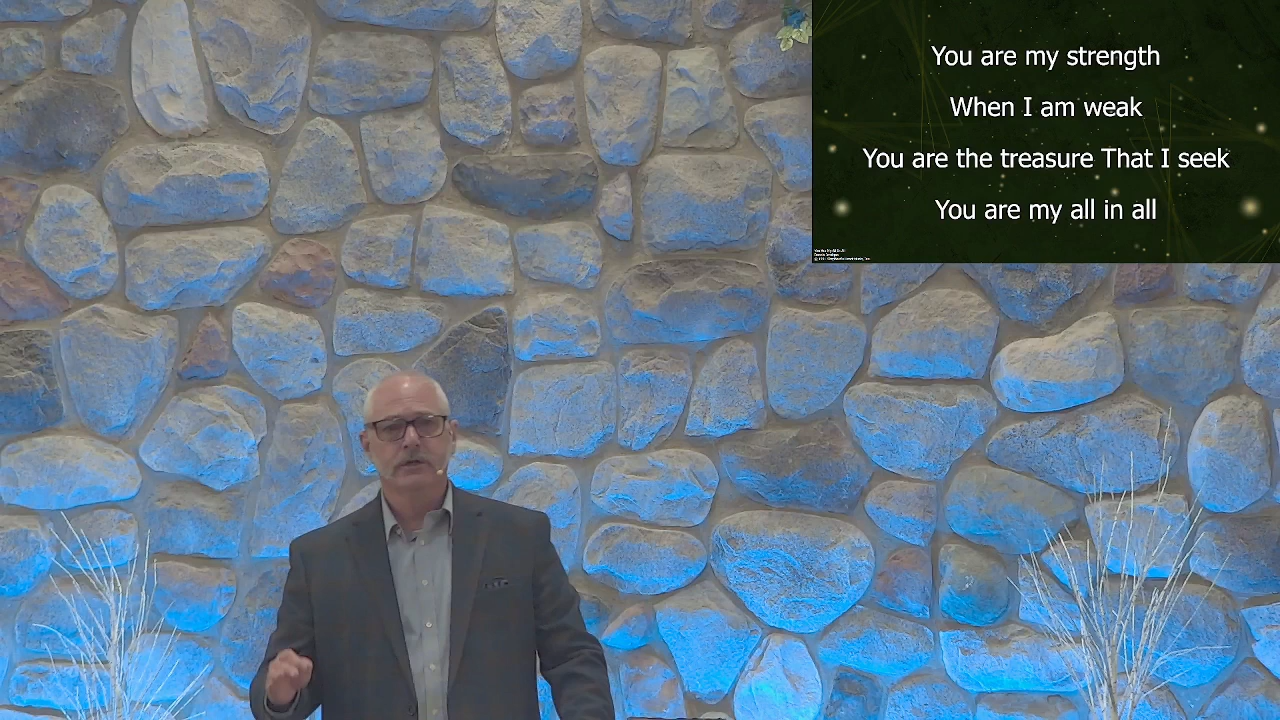 You are my strength
When I am weak
You are the treasure That I seek
You are my all in all